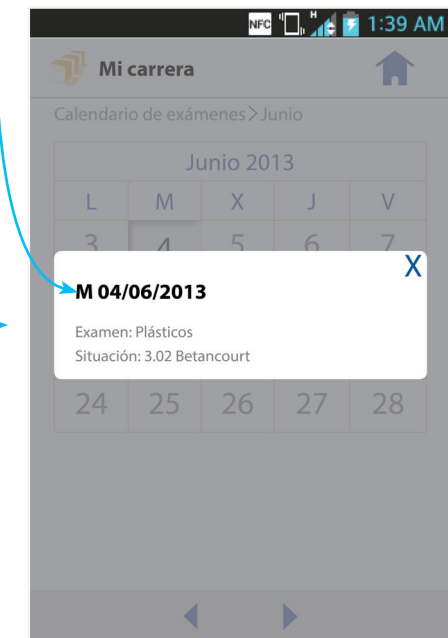 NFC H 1:39 AM
Mi carrera
Calendario de exámenes>Junio
Junio 2013
L M X J V
3 4 5 6 7
X
M 04/06/2013
Examen: Plásticos
Situación: 3.02 Betancourt
24 25 26 27 28